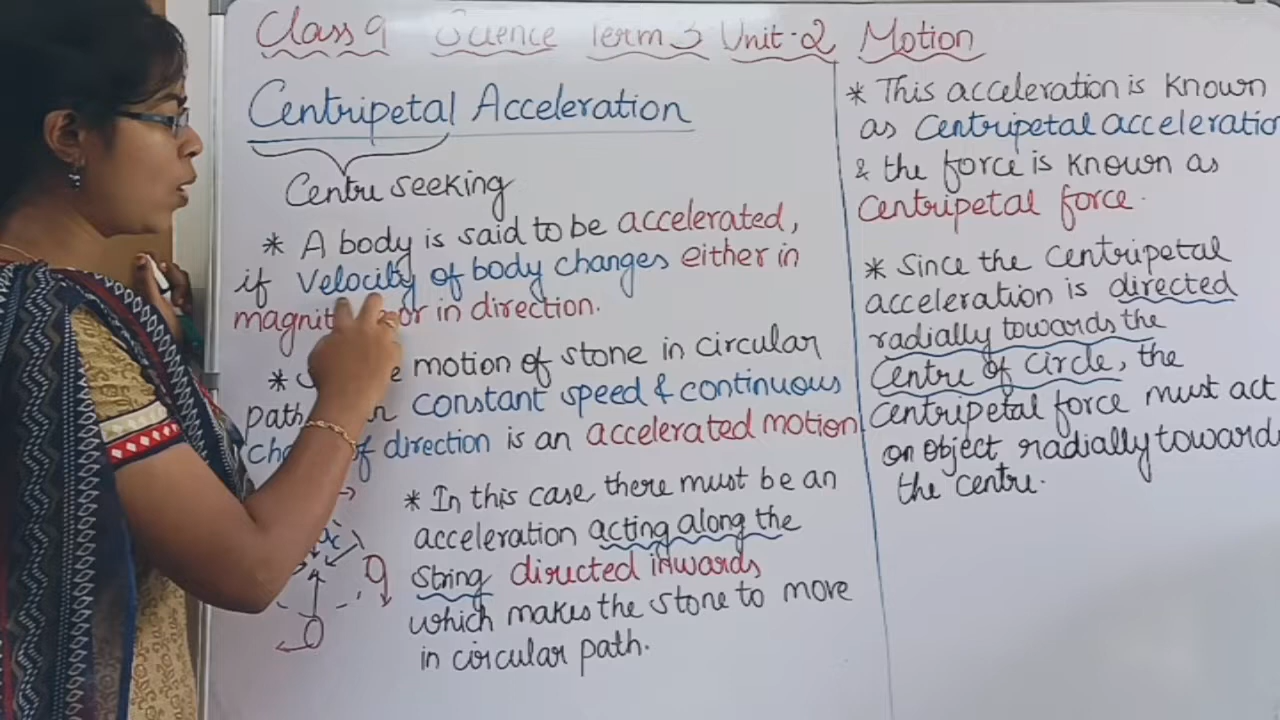 Class 9 Science Term 3 Unit-2 Motion
Centripetal Acceleration
Centre seeking
* A body is said to be accelerated,
if Velocity of body changes either in
magnit or in direction.
* motion of stone in circular
path constant speed & continuous
of direction is an accelerated motion
* In this case, there must be an
acceleration acting along the
string directed inwards
which makes the stone to move
in circular path.
* This acceleration is known
as centripetal acceleratio
& the force is known as
centripetal force.
* Since the centripetal
acceleration is directed
radially towards the
centre of circle, the
centripetal force must act
on object radially toward
the centre.